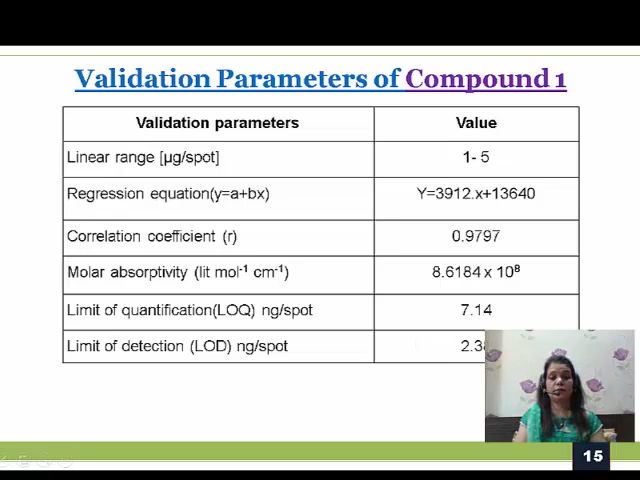 Validation Parameters of Compound 1
Validation parameters Value
Linear range [µg/spot] 1- 5
Regression equation(y=a+bx) Y=3912.x+13640
Correlation coefficient (r) 0.9797
Molar absorptivity (lit mol⁻¹ cm⁻¹) 8.6184 x 10⁸
Limit of quantification(LOQ) ng/spot 7.14
Limit of detection (LOD) ng/spot
15